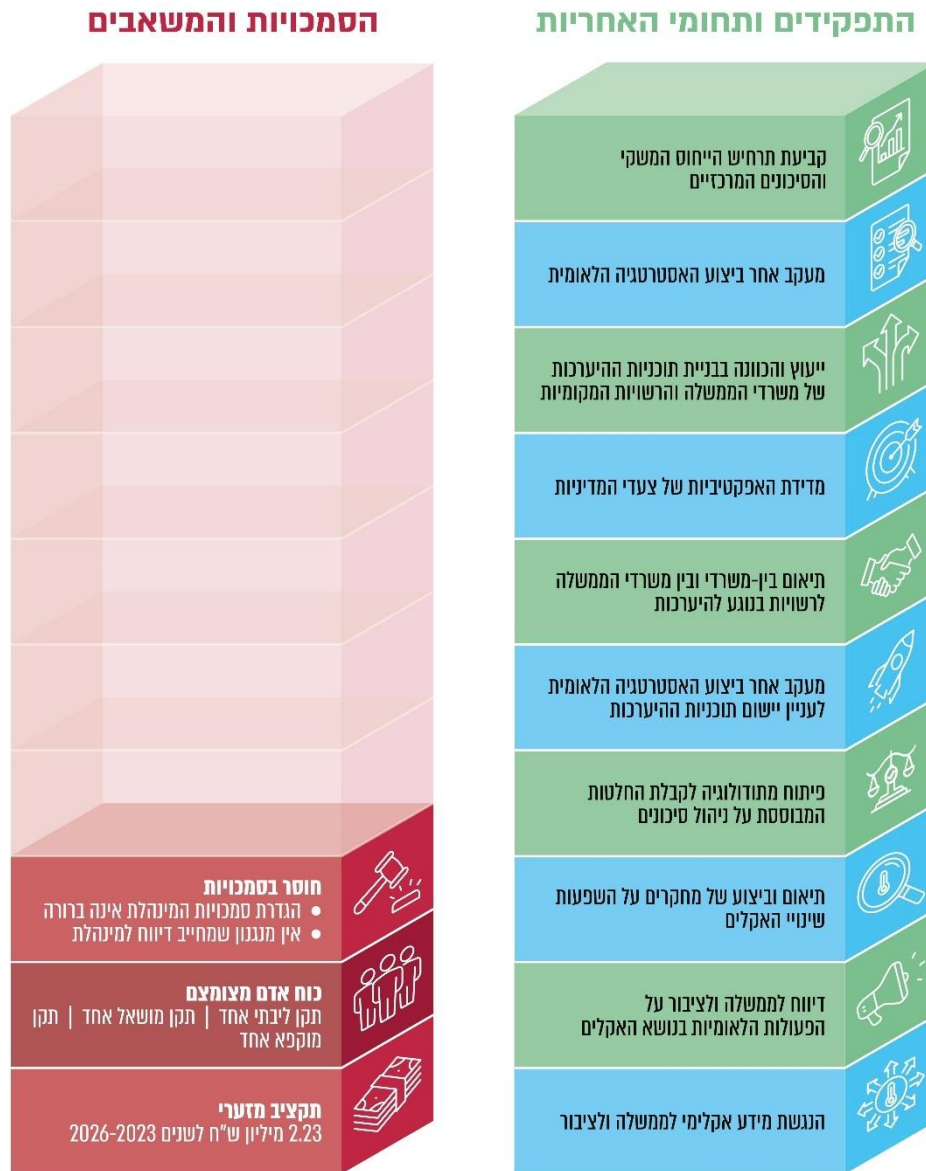 התפקידים ותחומי האחריות
קביעת תרחיש הייחוס המשקי
והסיכונים המרכזיים
מעקב אחר ביצוע האסטרטגיה הלאומית
ייעוץ והכוונה בבניית תוכניות ההיערכות
של משרדי הממשלה והרשויות המקומיות
מדידת האפקטיביות של צעדי המדיניות
תיאום בין-משרדי ובין משרדי הממשלה
לרשויות בנוגע להיערכות
מעקב אחר ביצוע האסטרטגיה הלאומית
לעניין יישום תוכניות ההיערכות
פיתוח מתודולוגיה לקבלת החלטות
המבוססת על ניהול סיכונים
תיאום וביצוע של מחקרים על השפעות
שינויי האקלים
דיווח לממשלה ולציבור על
הפעולות הלאומיות בנושא האקלים
הנגשת מידע אקלימי לממשלה ולציבור
הסמכויות והמשאבים
חוסר בסמכויות
• הגדרת סמכויות המינהלת אינה ברורה
• אין מנגנון שמחייב דיווח למינהלת
כוח אדם מצומצם
תקן ליבתי אחד | תקן מושאל אחד | תקן
מוקפא אחד
תקציב מזערי
2.23 מיליון ש"ח לשנים 2026-2023